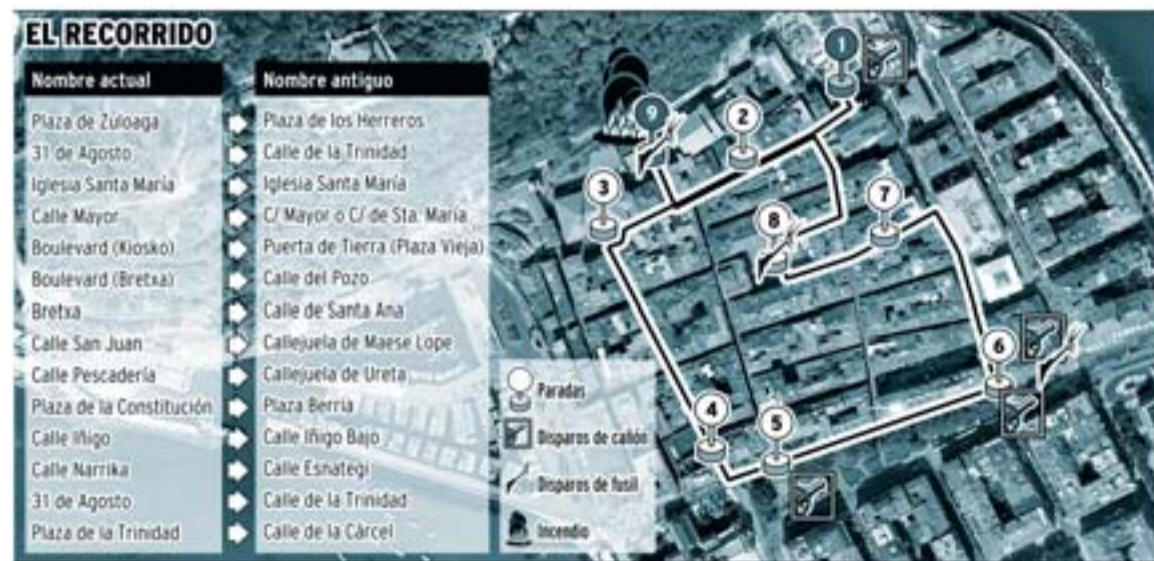 EL RECORRIDO
Nombre actual Nombre antiguo
Plaza de Zuloaga Plaza de los Herreros
31 de Agosto Calle de la Trinidad
Iglesia Santa María Iglesia Santa María
Calle Mayor C/ Mayor o C/ de Sta. María
Boulevard (Kiosko) Puerta de Tierra (Plaza Vieja)
Boulevard (Bretxa) Calle del Pozo
Bretxa Calle de Santa Ana
Calle San Juan Callejuela de Maese Lope
Calle Pescadería Callejuela de Ureta
Plaza de la Constitución Plaza Berria
Calle Iñigo Calle Iñigo Bajo
Calle Narrika Calle Esnategi
31 de Agosto Calle de la Trinidad
Plaza de la Trinidad Calle de la Cárcel
Paradas
Disparos de cañón
Disparos de fusil
Incendio
1
2
3
4
5
6
7
8
9